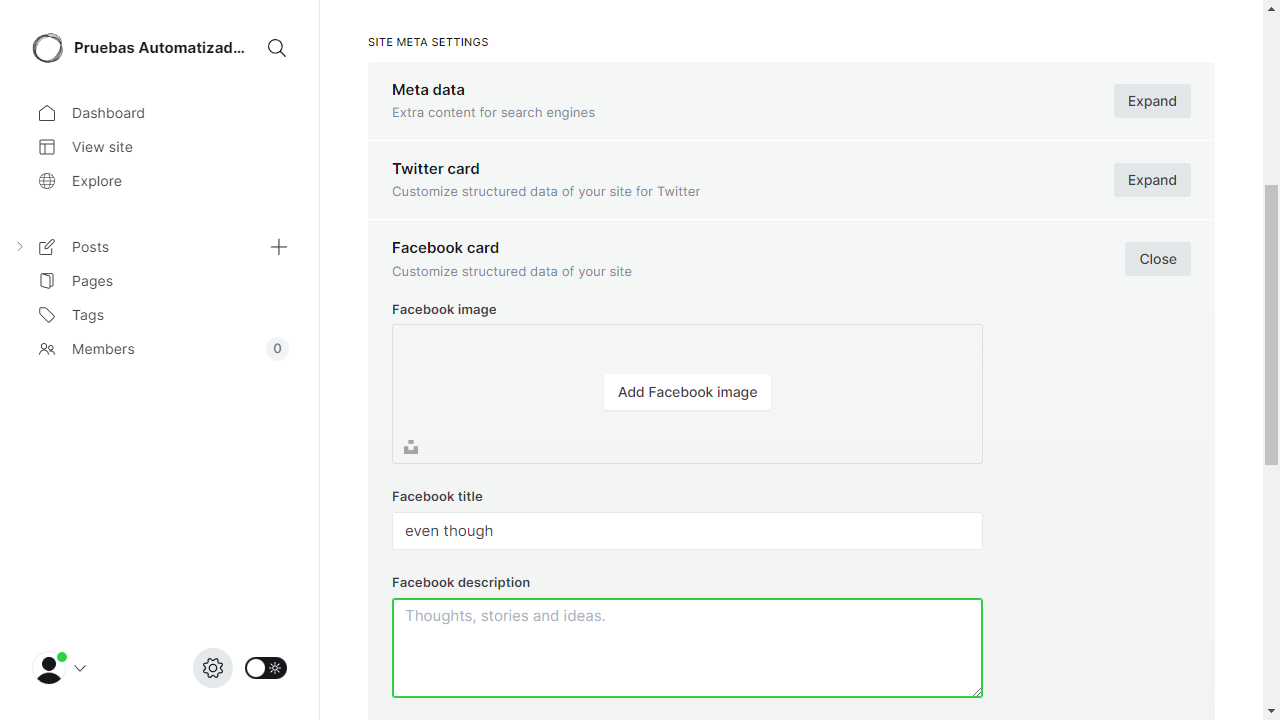 Pruebas Automatizad...
Dashboard
View site
Explore
Posts
Pages
Tags
Members
0
SITE META SETTINGS
Meta data
Extra content for search engines
Expand
Twitter card
Customize structured data of your site for Twitter
Expand
Facebook card
Customize structured data of your site
Close
Facebook image
Add Facebook image
Facebook title
even though
Facebook description
Thoughts, stories and ideas.